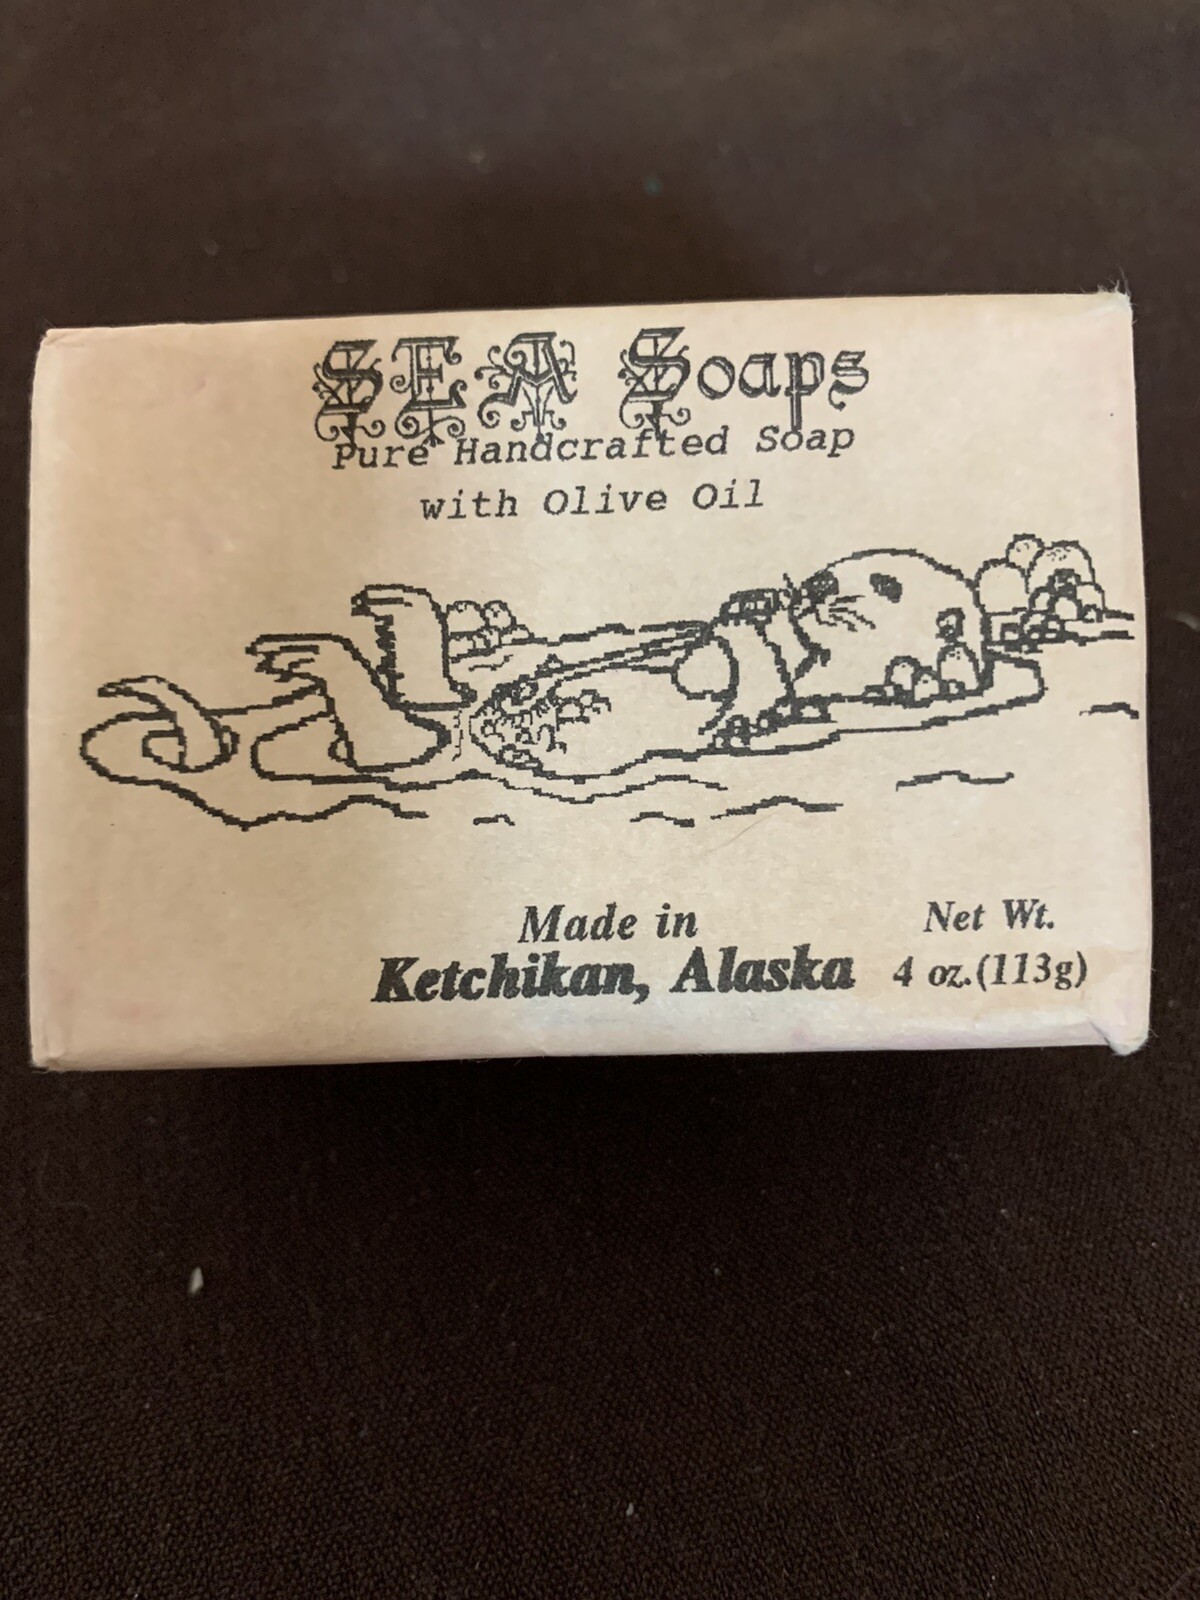 SEA Soaps
Pure Handcrafted Soap
with Olive Oil
Made in
Ketchikan, Alaska
Net Wt.
4 oz.(113g)